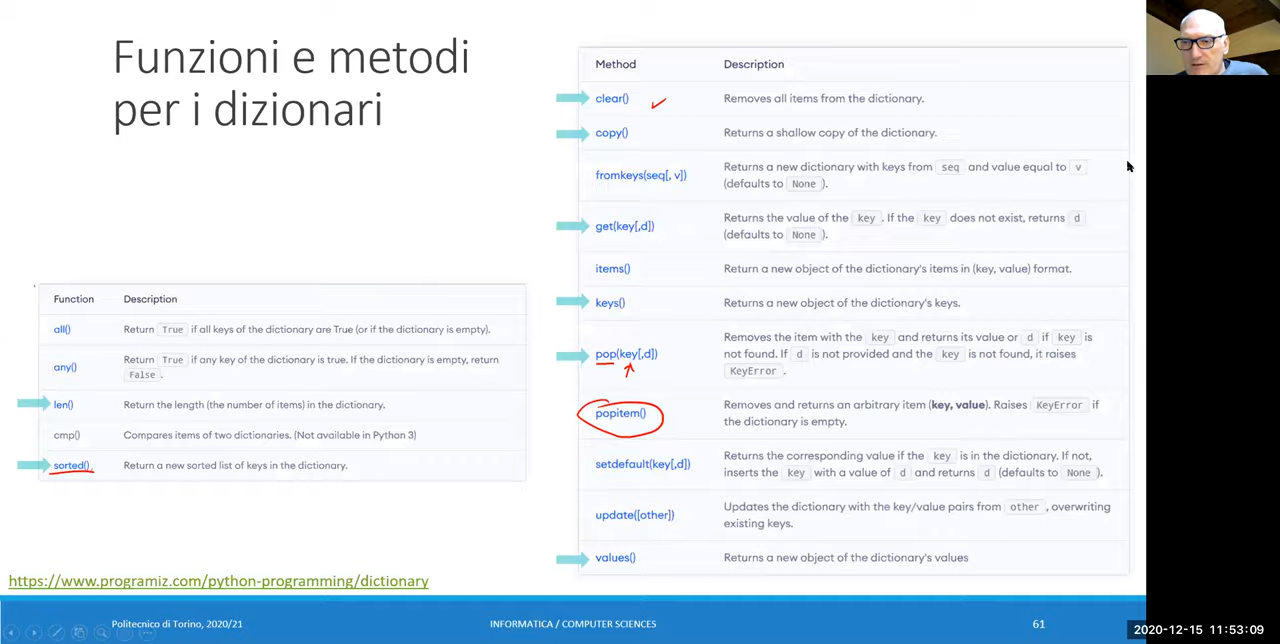 Funzioni e metodi
per i dizionari
Function Description
all() Return True if all keys of the dictionary are True (or if the dictionary is empty).
any() Return True if any key of the dictionary is true. If the dictionary is empty, return
False .
len() Return the length (the number of items) in the dictionary.
cmp() Compares items of two dictionaries. (Not available in Python 3)
sorted() Return a new sorted list of keys in the dictionary.
Method Description
clear() Removes all items from the dictionary.
copy() Returns a shallow copy of the dictionary.
fromkeys(seq[, v]) Returns a new dictionary with keys from seq and value equal to v
(defaults to None ).
get(key[,d]) Returns the value of the key . If the key does not exist, returns d
(defaults to None ).
items() Return a new object of the dictionary's items in (key, value) format.
keys() Returns a new object of the dictionary's keys.
pop(key[,d]) Removes the item with the key and returns its value or d if key is
not found. If d is not provided and the key is not found, it raises
KeyError .
popitem() Removes and returns an arbitrary item (key, value). Raises KeyError if
the dictionary is empty.
setdefault(key[,d]) Returns the corresponding value if the key is in the dictionary. If not,
inserts the key with a value of d and returns d (defaults to None ).
update([other]) Updates the dictionary with the key/value pairs from other , overwriting
existing keys.
values() Returns a new object of the dictionary's values
https://www.programiz.com/python-programming/dictionary
Politecnico di Torino, 2020/21 INFORMATICA / COMPUTER SCIENCES 61
2020-12-15 11:53:09